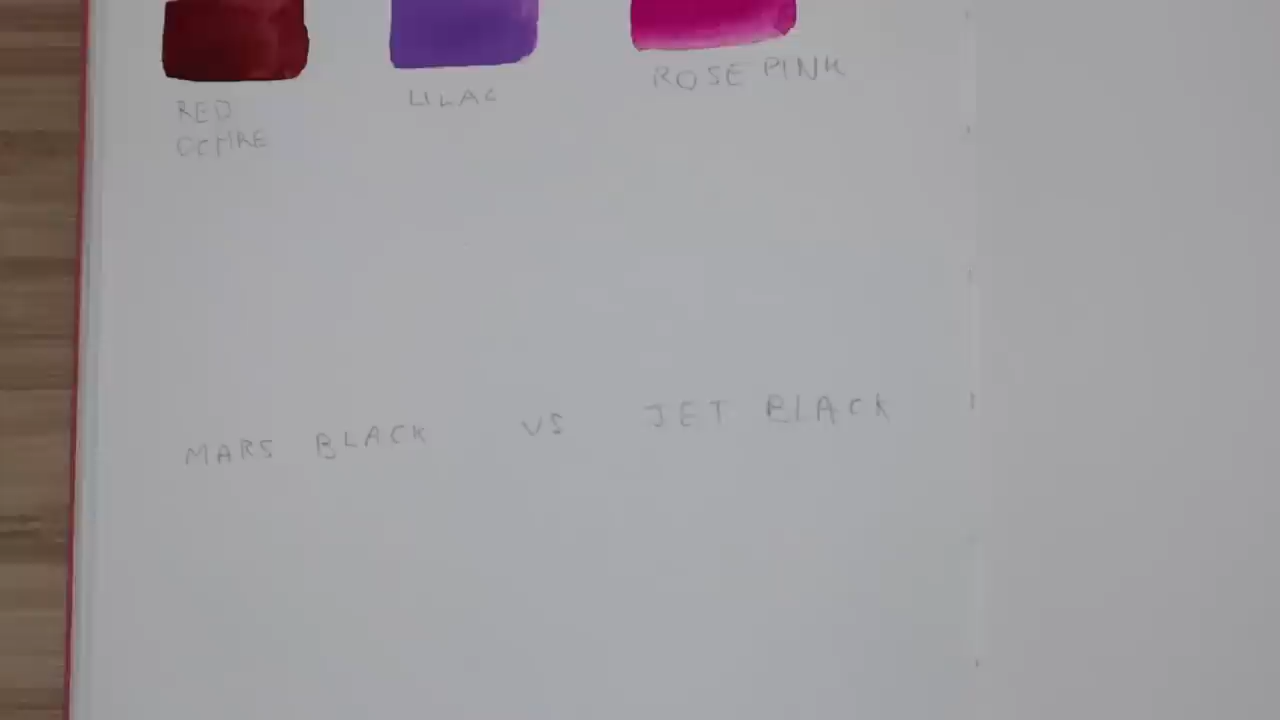 RED
OCHRE
LILAC
ROSE PINK
MARS BLACK VS JET BLACK